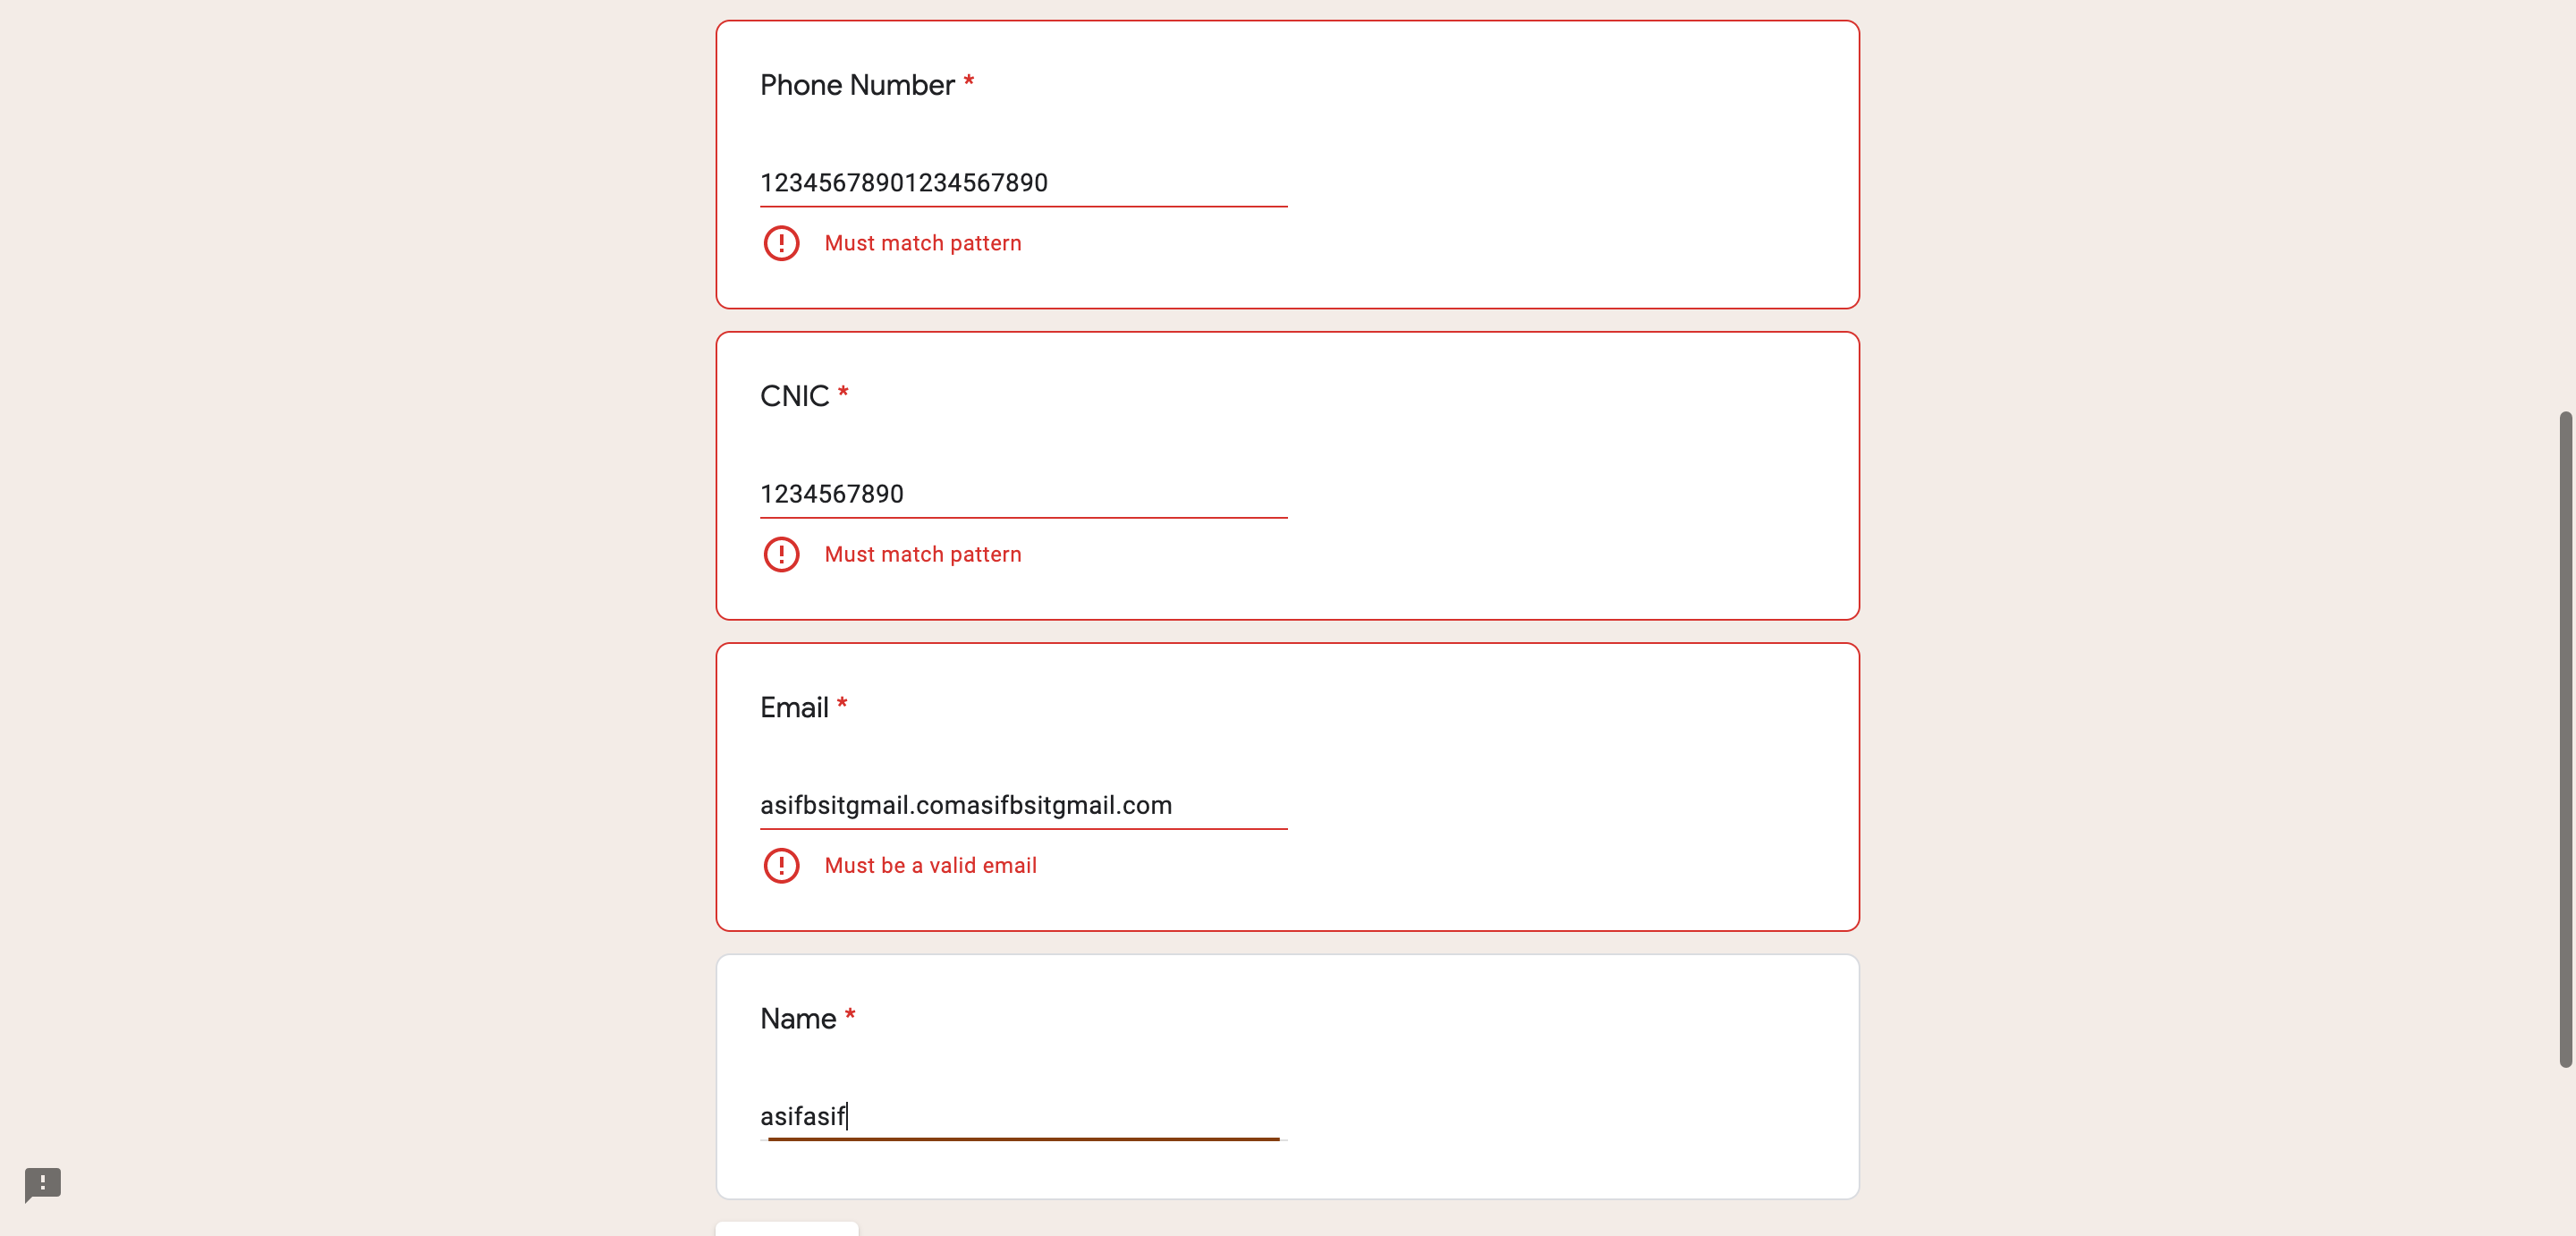 Phone Number *
12345678901234567890
Must match pattern
CNIC *
1234567890
Must match pattern
Email *
asifbsitgmail.comasifbsitgmail.com
Must be a valid email
Name *
asifasif